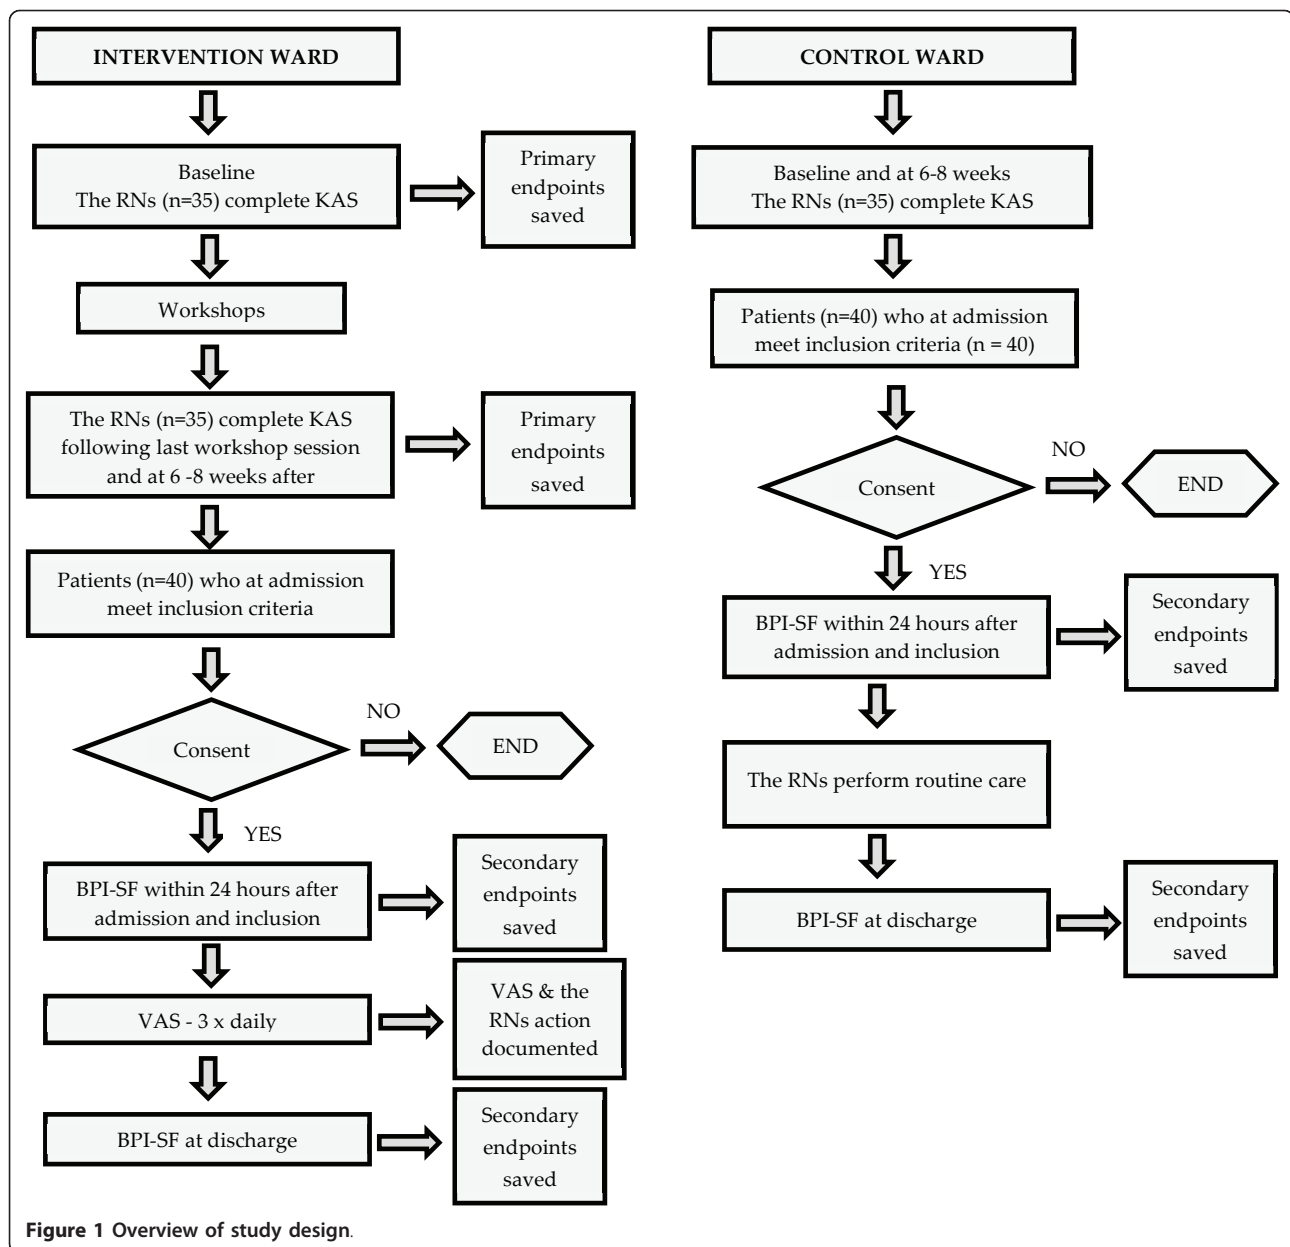 INTERVENTION WARD
Baseline
The RNs (n=35) complete KAS
Primary
endpoints
saved
Workshops
The RNs (n=35) complete KAS
following last workshop session
and at 6 -8 weeks after
Primary
endpoints
saved
Patients (n=40) who at admission
meet inclusion criteria
Consent
NO
END
YES
BPI-SF within 24 hours after
admission and inclusion
Secondary
endpoints
saved
VAS - 3 x daily
VAS & the
RNs action
documented
BPI-SF at discharge
Secondary
endpoints
saved
CONTROL WARD
Baseline and at 6-8 weeks
The RNs (n=35) complete KAS
Patients (n=40) who at admission
meet inclusion criteria (n = 40)
Consent
NO
END
YES
BPI-SF within 24 hours after
admission and inclusion
Secondary
endpoints
saved
The RNs perform routine care
BPI-SF at discharge
Secondary
endpoints
saved
Figure 1 Overview of study design.